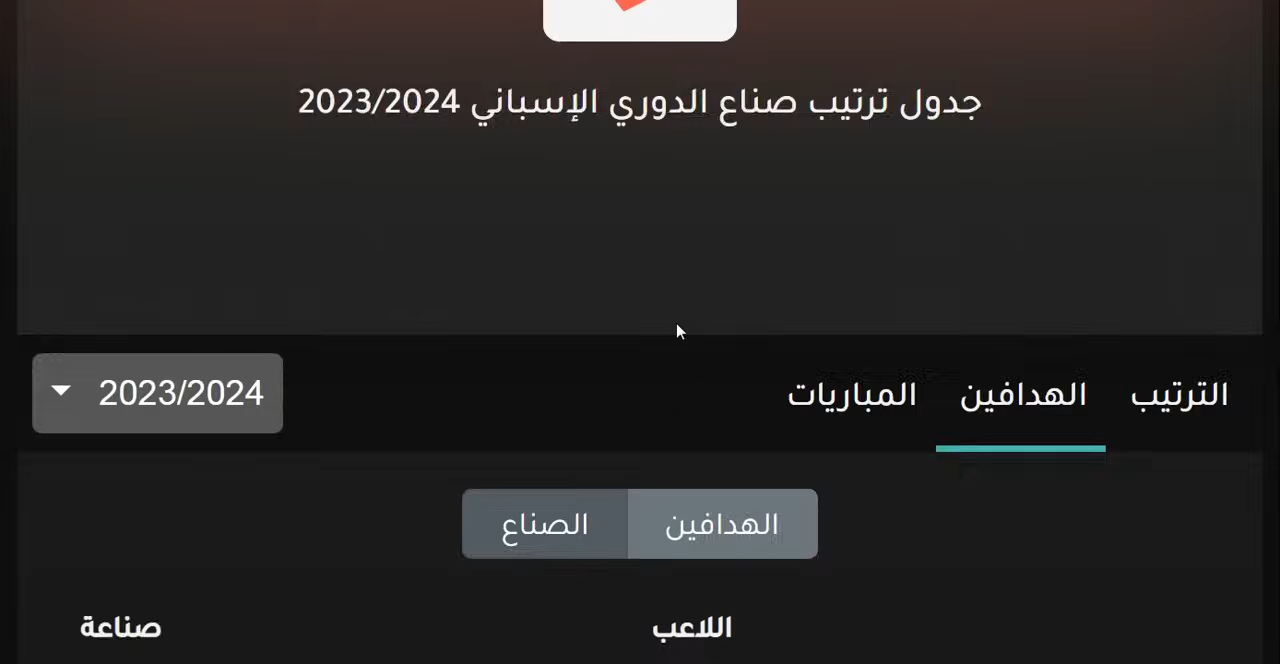 جدول ترتيب صناع الدوري الإسباني 2023/2024
الترتيب الهدافين المباريات 2023/2024
الهدافين الصناع
اللاعب صناعة